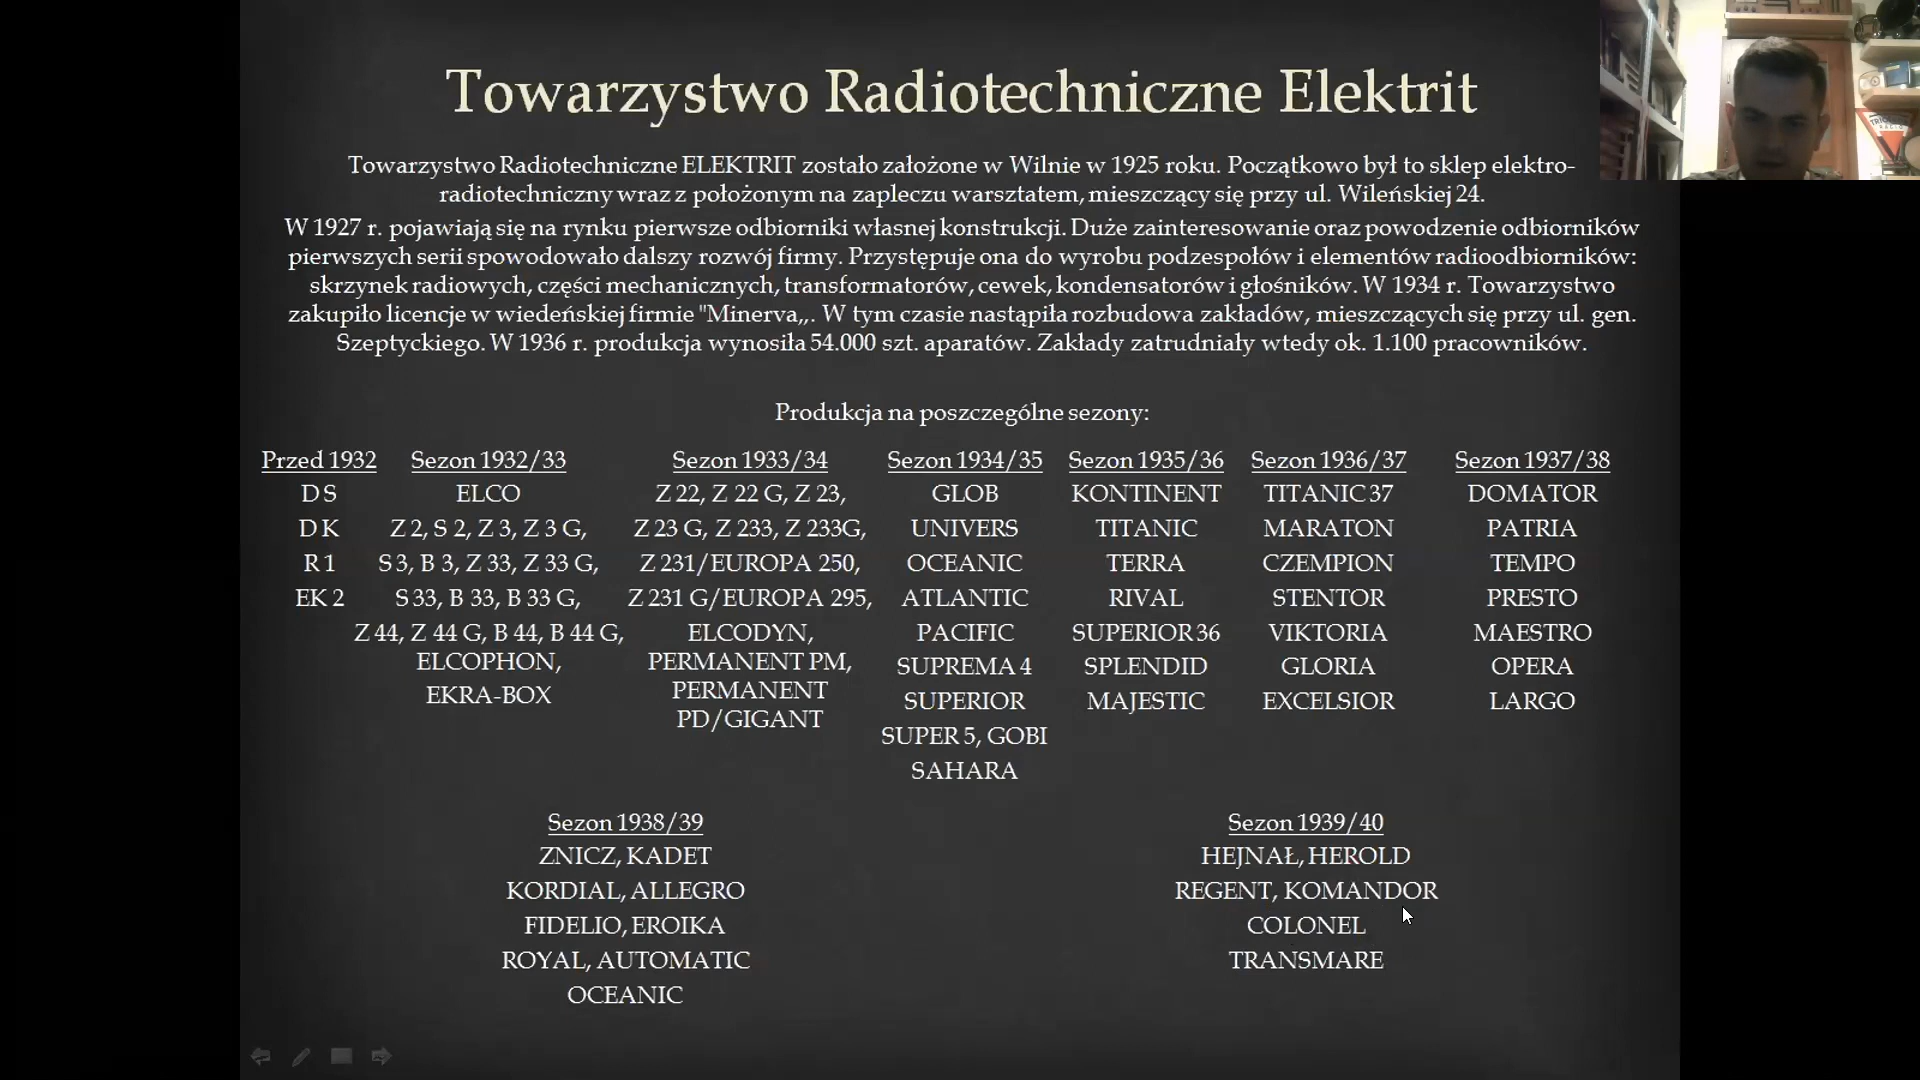 Towarzystwo Radiotechniczne Elektrit
Towarzystwo Radiotechniczne ELEKTRIT zostało założone w Wilnie w 1925 roku. Początkowo był to sklep elektro-
radiotechniczny wraz z położonym na zapleczu warsztatem, mieszczący się przy ul. Wileńskiej 24.
W 1927 r. pojawiają się na rynku pierwsze odbiorniki własnej konstrukcji. Duże zainteresowanie oraz powodzenie odbiorników
pierwszych serii spowodowało dalszy rozwój firmy. Przystępuje ona do wyrobu podzespołów i elementów radioodbiorników:
skrzynek radiowych, części mechanicznych, transformatorów, cewek, kondensatorów i głośników. W 1934 r. Towarzystwo
zakupiło licencje w wiedeńskiej firmie "Minerva„. W tym czasie nastąpiła rozbudowa zakładów, mieszczących się przy ul. gen.
Szeptyckiego. W 1936 r. produkcja wynosiła 54.000 szt. aparatów. Zakłady zatrudniały wtedy ok. 1.100 pracowników.
Produkcja na poszczególne sezony:
Przed 1932
D S
D K
R 1
EK 2
Sezon 1932/33
ELCO
Z 2, S 2, Z 3, Z 3 G,
S 3, B 3, Z 33, Z 33 G,
S 33, B 33, B 33 G,
Z 44, Z 44 G, B 44, B 44 G,
ELCOPHON,
EKRA-BOX
Sezon 1933/34
Z 22, Z 22 G, Z 23,
Z 23 G, Z 233, Z 233G,
Z 231/EUROPA 250,
Z 231 G/EUROPA 295,
ELCODYN,
PERMANENT PM,
PERMANENT
PD/GIGANT
Sezon 1934/35
GLOB
UNIVERS
OCEANIC
ATLANTIC
PACIFIC
SUPREMA 4
SUPERIOR
SUPER 5, GOBI
SAHARA
Sezon 1935/36
KONTINENT
TITANIC
TERRA
RIVAL
SUPERIOR 36
SPLENDID
MAJESTIC
Sezon 1936/37
TITANIC 37
MARATON
CZEMPION
STENTOR
VIKTORIA
GLORIA
EXCELSIOR
Sezon 1937/38
DOMATOR
PATRIA
TEMPO
PRESTO
MAESTRO
OPERA
LARGO
Sezon 1938/39
ZNICZ, KADET
KORDIAL, ALLEGRO
FIDELIO, EROIKA
ROYAL, AUTOMATIC
OCEANIC
Sezon 1939/40
HEJNAŁ, HEROLD
REGENT, KOMANDOR
COLONEL
TRANSMARE